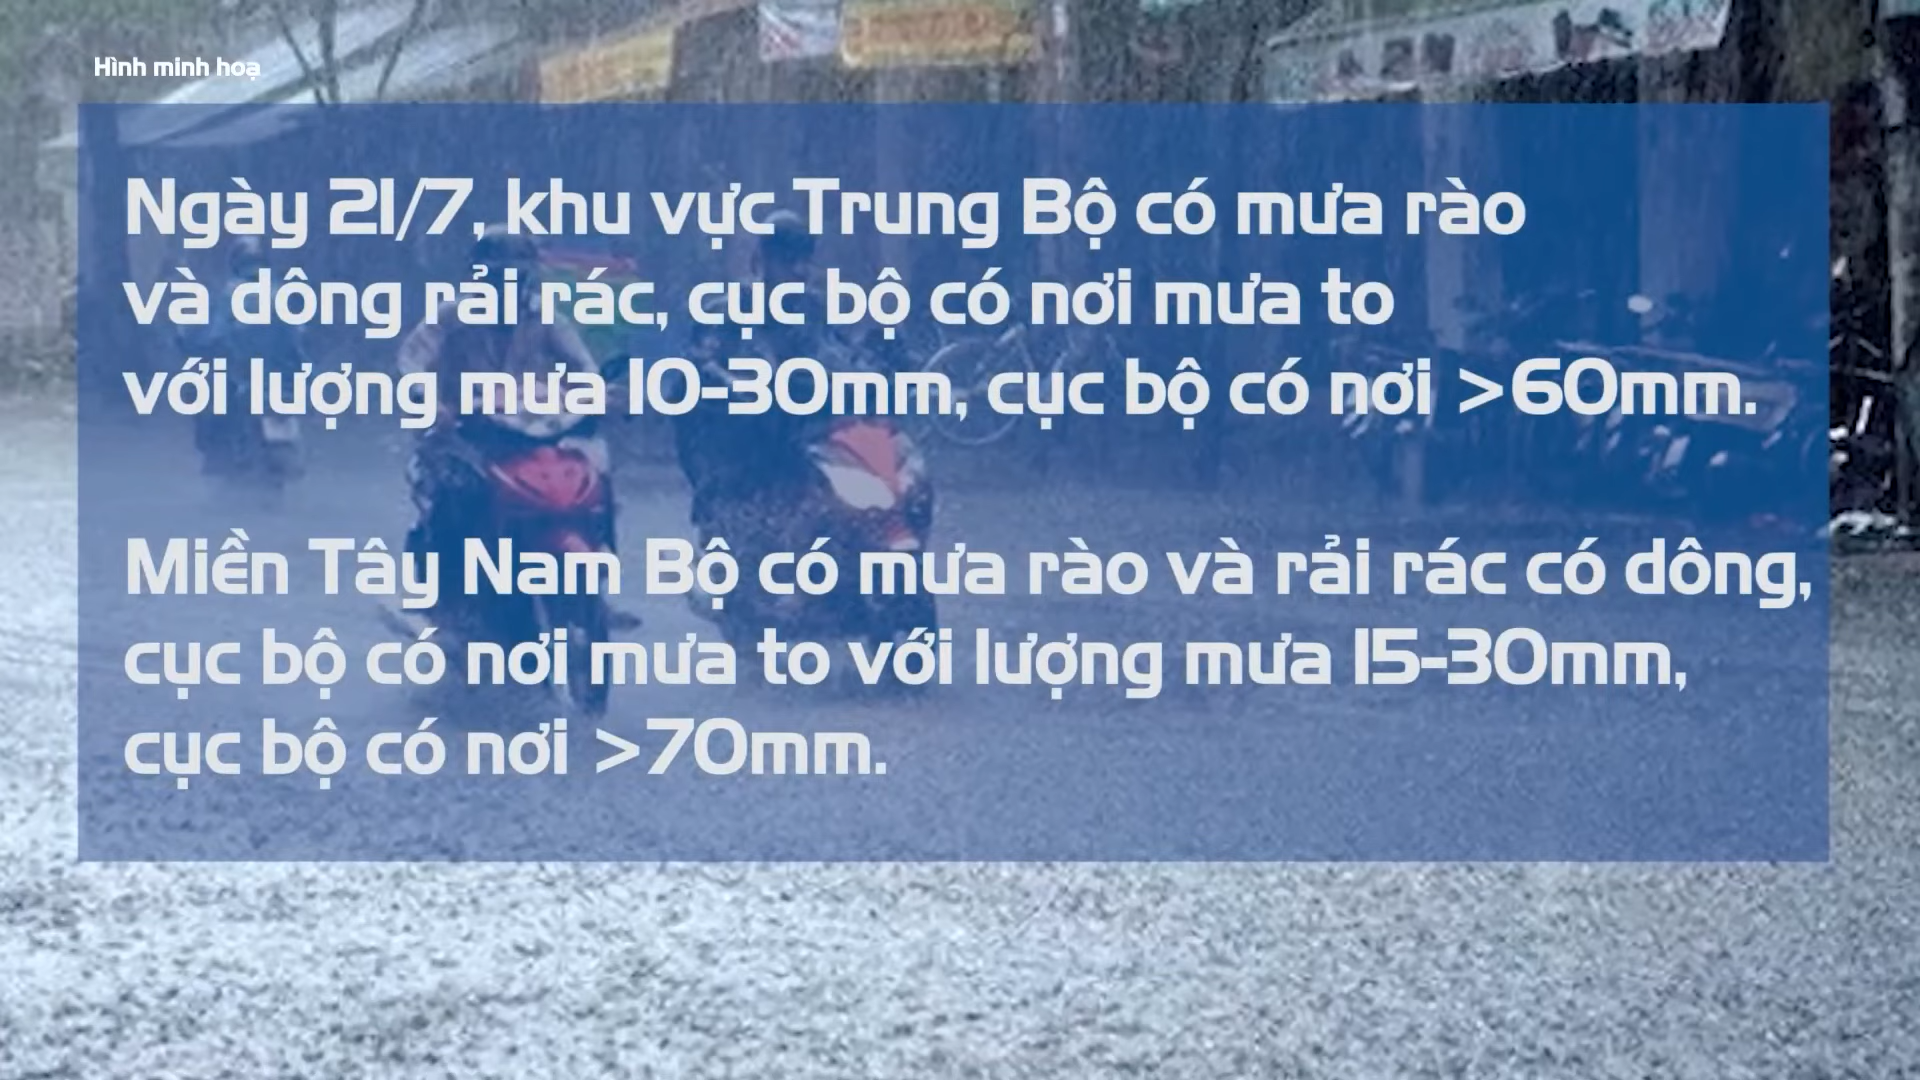 Hình minh hoạ
Ngày 21/7, khu vực Trung Bộ có mưa rào
và dông rải rác, cục bộ có nơi mưa to
với lượng mưa 10-30mm, cục bộ có nơi >60mm.
Miền Tây Nam Bộ có mưa rào và rải rác có dông,
cục bộ có nơi mưa to với lượng mưa 15-30mm,
cục bộ có nơi >70mm.